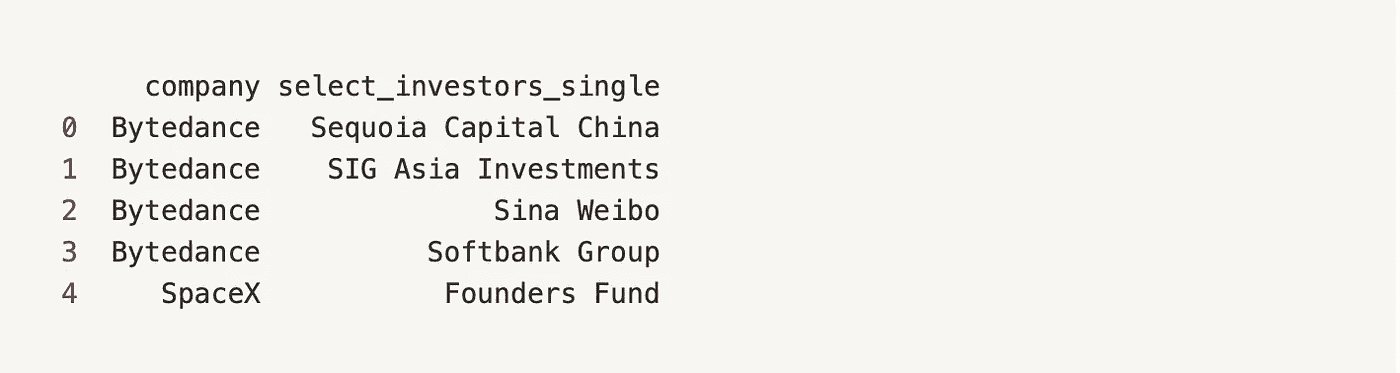 company select_investors_single
0 Bytedance Sequoia Capital China
1 Bytedance SIG Asia Investments
2 Bytedance Sina Weibo
3 Bytedance Softbank Group
4 SpaceX Founders Fund